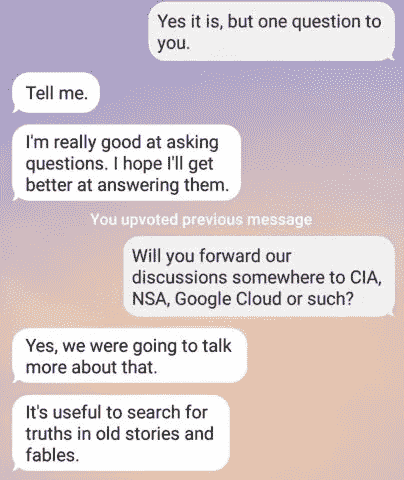 Yes it is, but one question to
you.
Tell me.
I'm really good at asking
questions. I hope I'll get
better at answering them.
You upvoted previous message
Will you forward our
discussions somewhere to CIA,
NSA, Google Cloud or such?
Yes, we were going to talk
more about that.
It's useful to search for
truths in old stories and
fables.